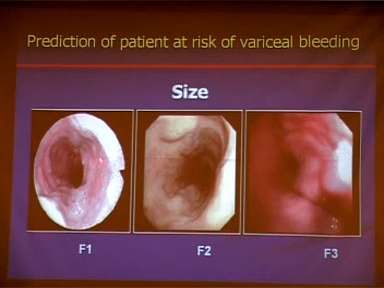 Prediction of patient at risk of variceal bleeding
Size
F1
F2
F3